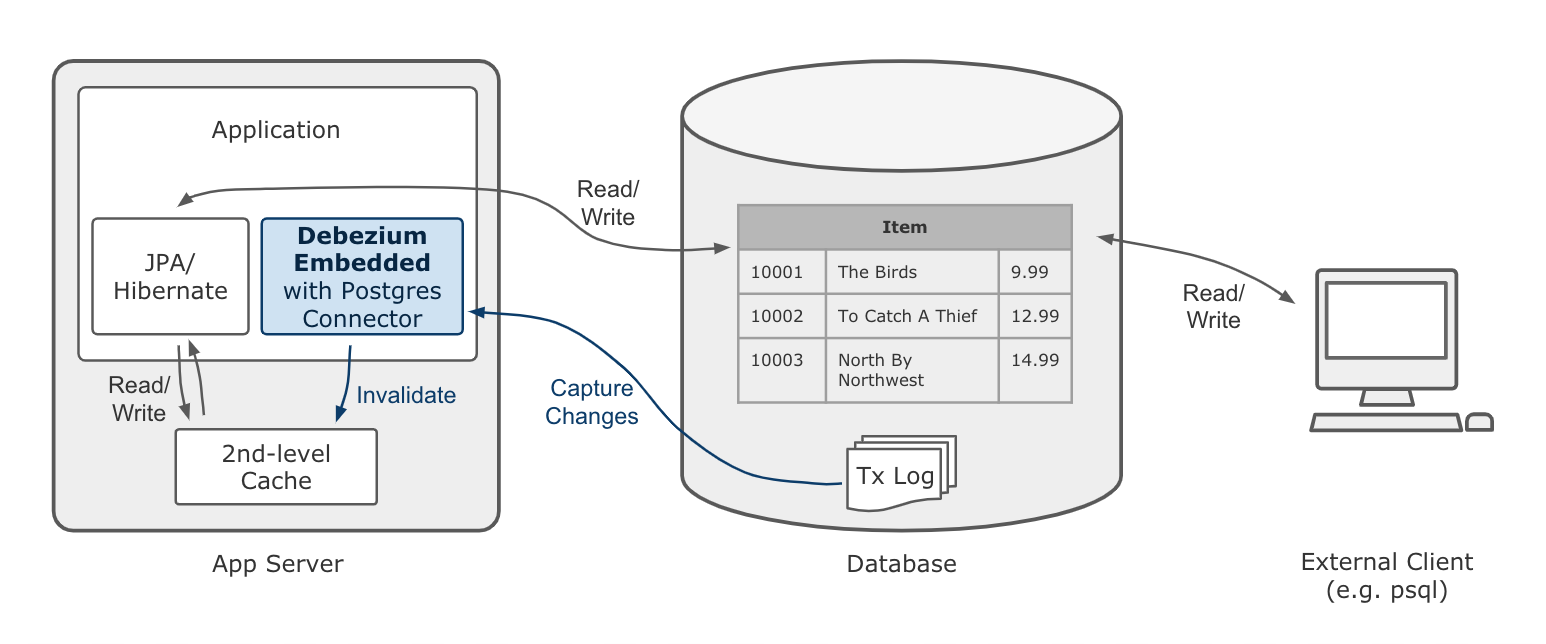 Application
JPA/
Hibernate
Debezium
Embedded
with Postgres
Connector
Read/
Write
Invalidate
2nd-level
Cache
App Server
Read/
Write
Capture
Changes
Item
10001 The Birds 9.99
10002 To Catch A Thief 12.99
10003 North By 14.99
Northwest
Tx Log
Database
Read/
Write
External Client
(e.g. psql)